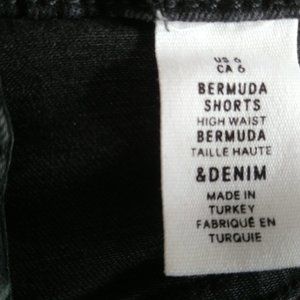 US 6
CA 6
BERMUDA
SHORTS
HIGH WAIST
BERMUDA
TAILLE HAUTE
&DENIM
MADE IN
TURKEY
FABRIQUÉ EN
TURQUIE